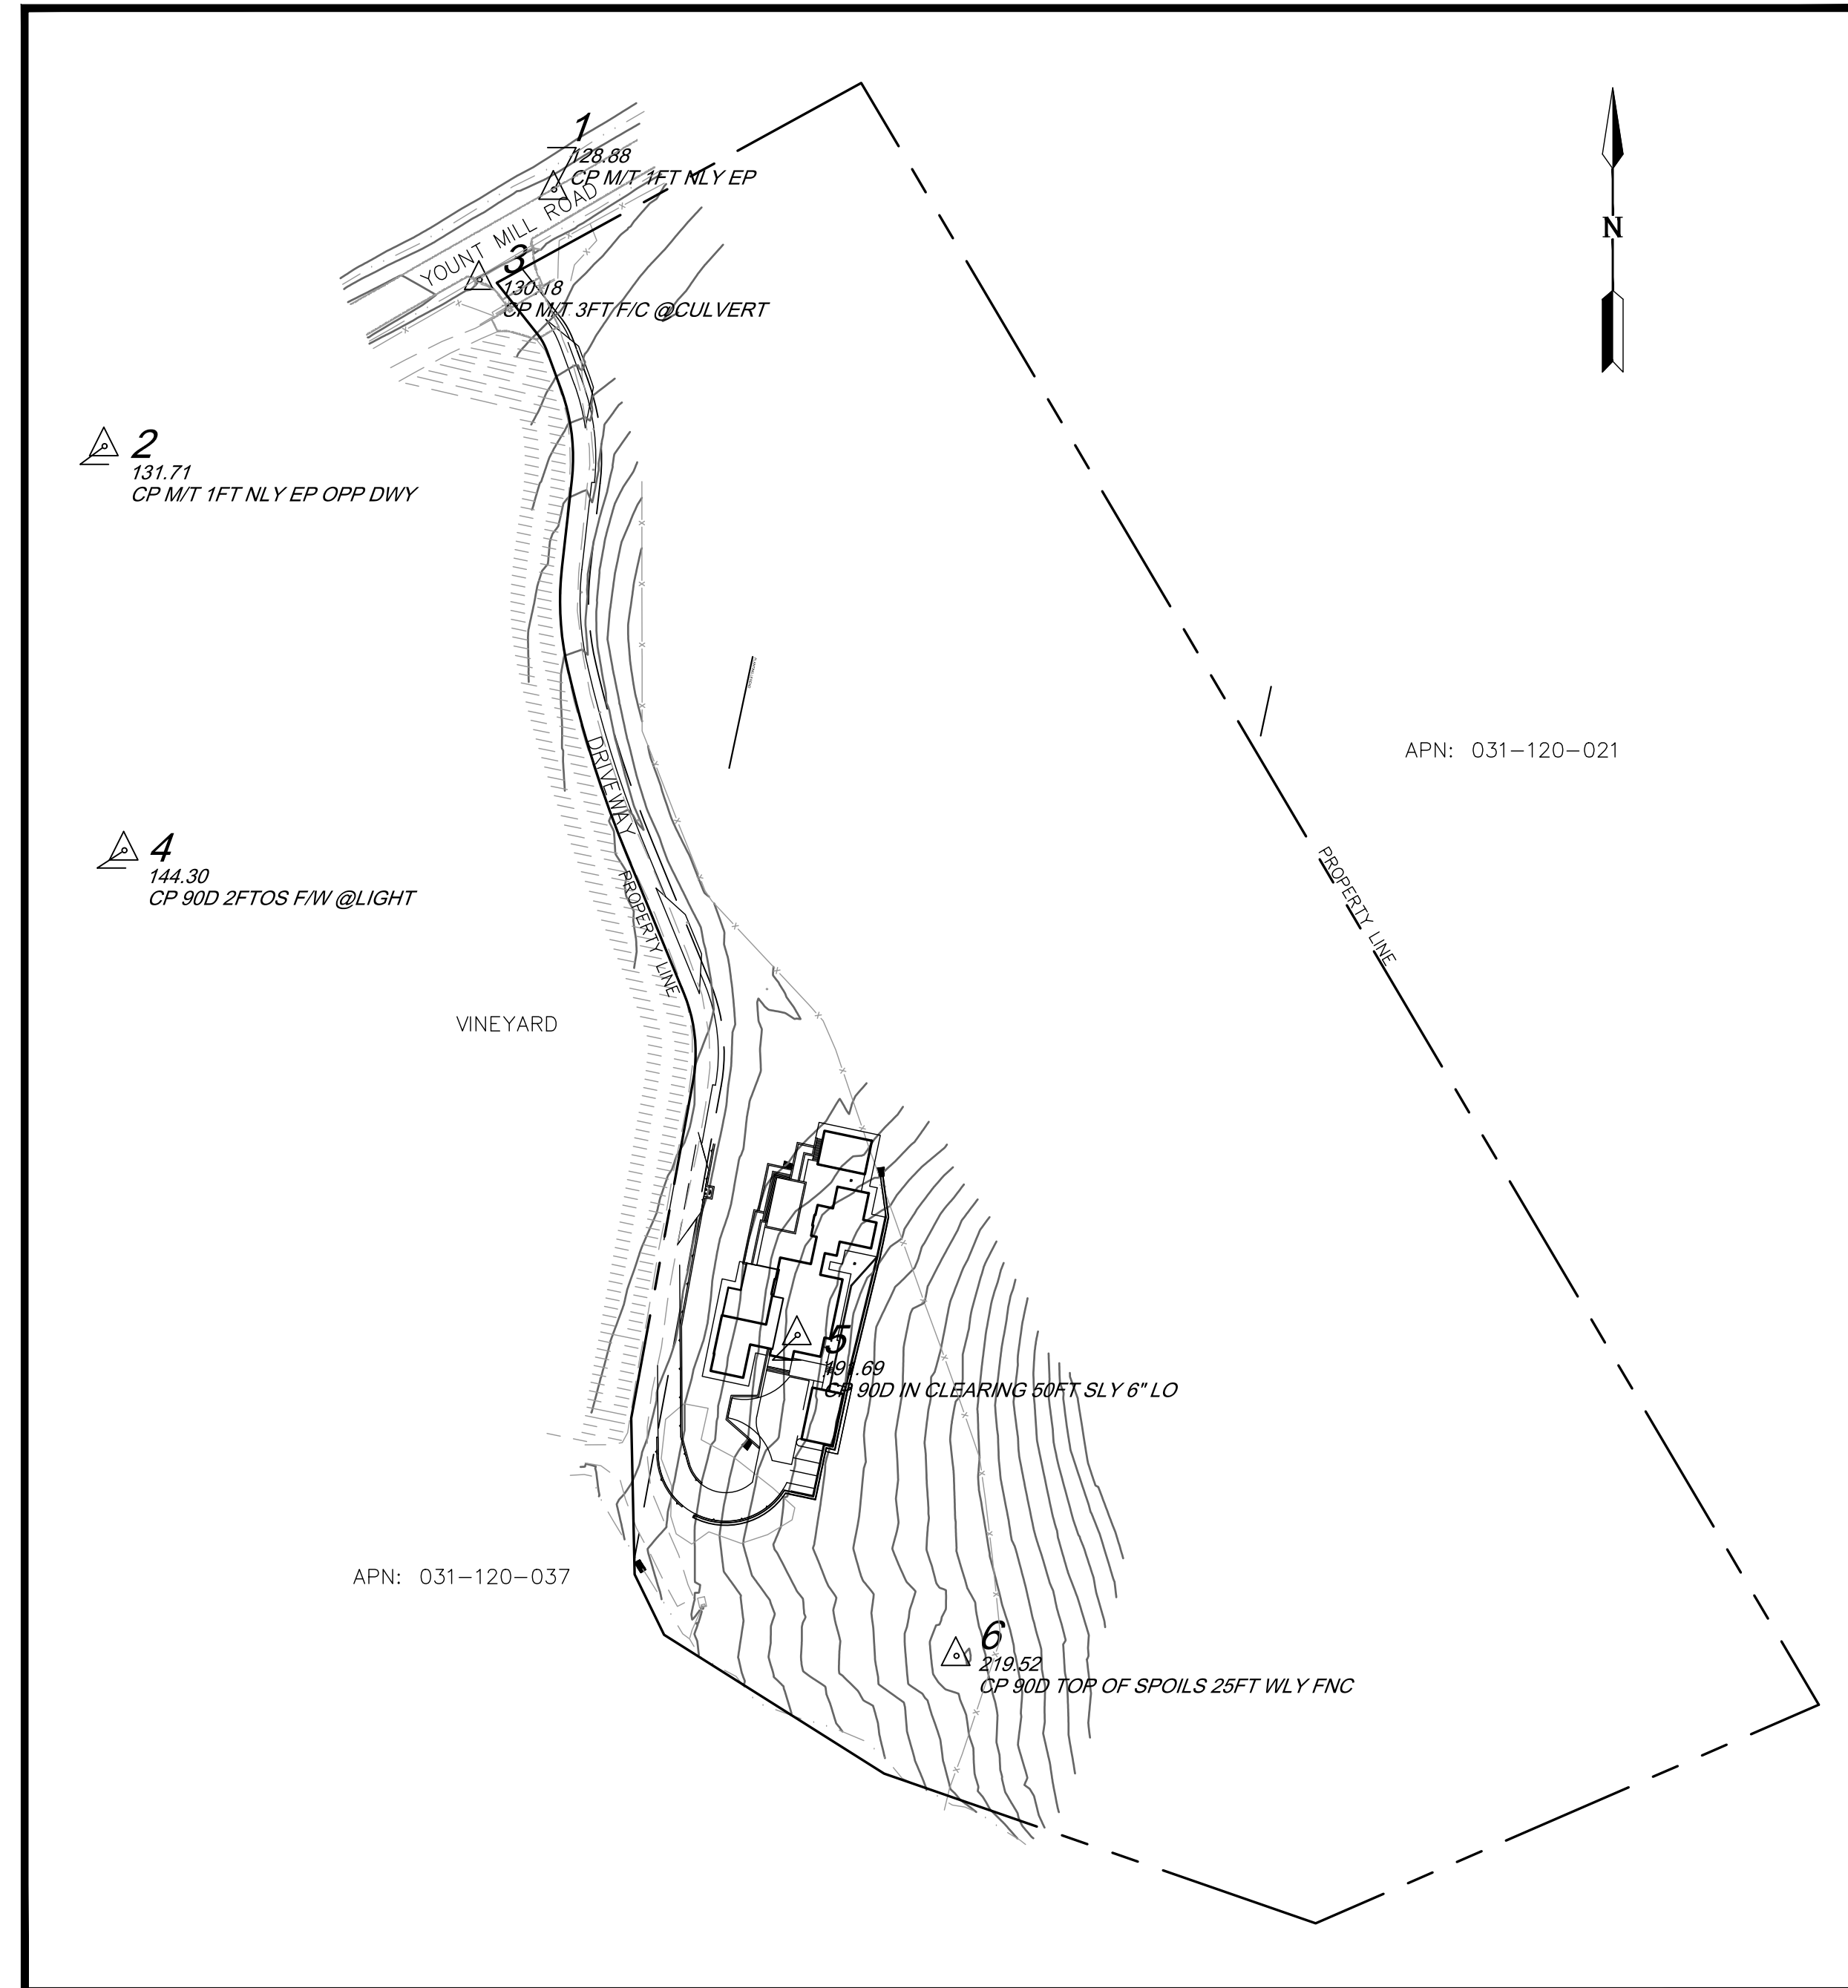 1
128.88
CP M/T 1FT NLY EP
YOUNT MILL ROAD
N
3
130.18
CP M/T 3FT F/C @CULVERT
2
131.71
CP M/T 1FT NLY EP OPP DWY
APN: 031-120-021
DRIVEWAY
4
144.30
CP 90D 2FTOS F/W @LIGHT
PROPERTY LINE
PROPERTY LINE
VINEYARD
5
191.69
CP 90D IN CLEARING 50FT SLY 6" LO
APN: 031-120-037
6
219.52
CP 90D TOP OF SPOILS 25FT WLY FNC